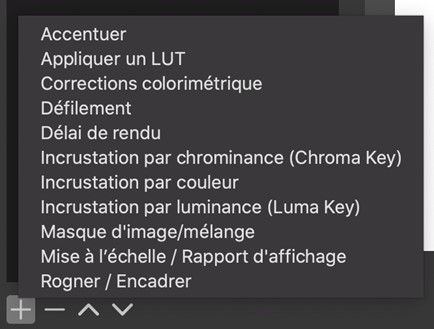 Accentuer
Appliquer un LUT
Corrections colorimétrique
Défilement
Délai de rendu
Incrustation par chrominance (Chroma Key)
Incrustation par couleur
Incrustation par luminance (Luma Key)
Masque d'image/mélange
Mise à l’échelle / Rapport d'affichage
Rogner / Encadrer